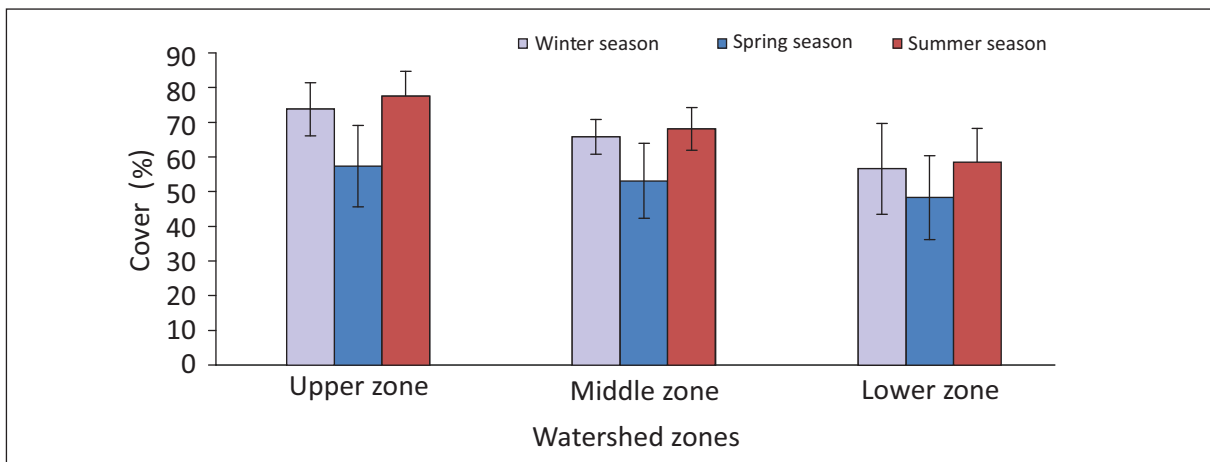 Winter season Spring season Summer season
90
80
70
60
50
40
30
20
10
0
Cover (%)
Upper zone Middle zone Lower zone
Watershed zones